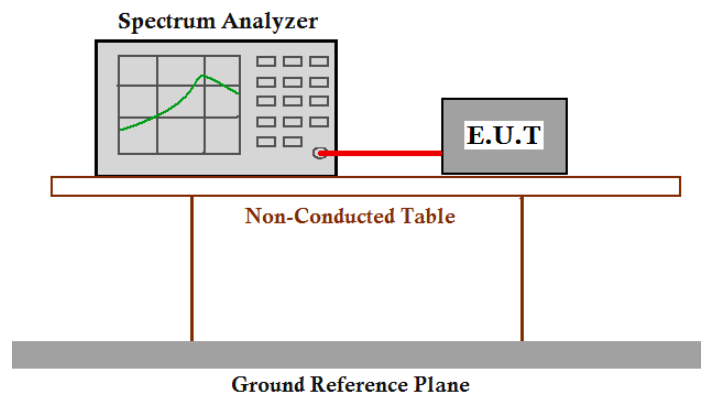 Spectrum Analyzer
E.U.T
Non-Conducted Table
Ground Reference Plane